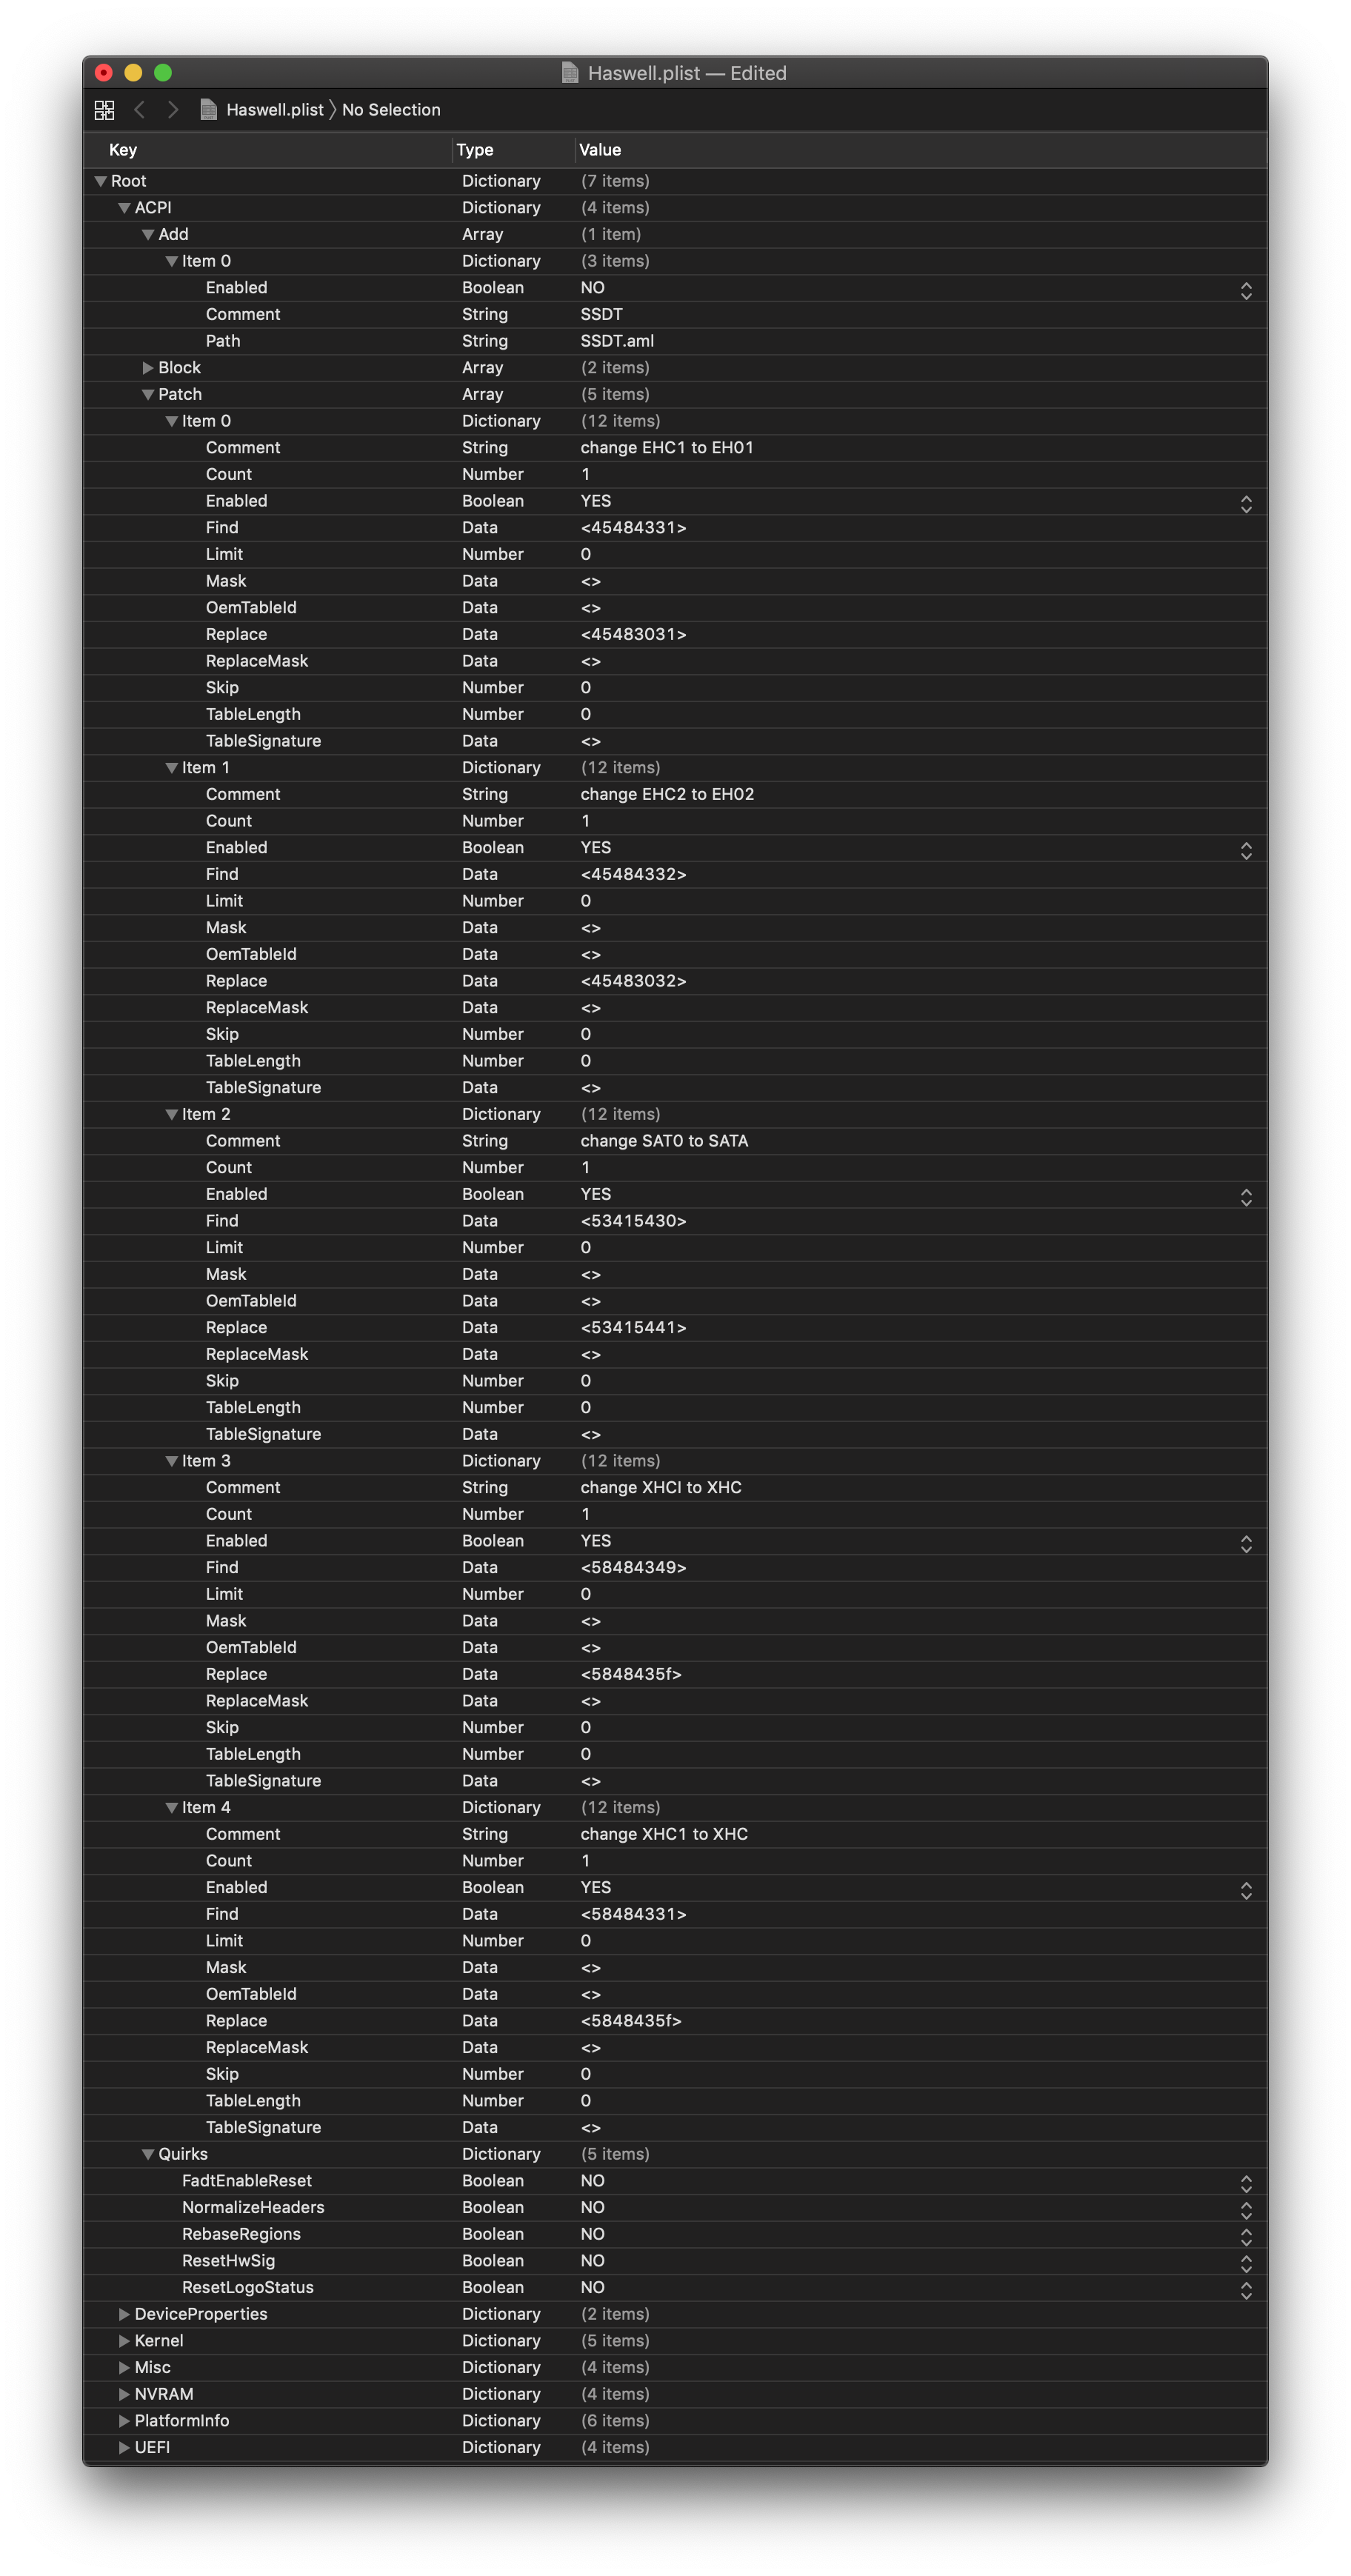 Haswell.plist — Edited
Haswell.plist 〉 No Selection
Key Type Value
Root Dictionary (7 items)
ACPI Dictionary (4 items)
Add Array (1 item)
Item 0 Dictionary (3 items)
Enabled Boolean NO
Comment String SSDT
Path String SSDT.aml
Block Array (2 items)
Patch Array (5 items)
Item 0 Dictionary (12 items)
Comment String change EHC1 to EH01
Count Number 1
Enabled Boolean YES
Find Data <45484331>
Limit Number 0
Mask Data <>
OemTableId Data <>
Replace Data <45483031>
ReplaceMask Data <>
Skip Number 0
TableLength Number 0
TableSignature Data <>
Item 1 Dictionary (12 items)
Comment String change EHC2 to EH02
Count Number 1
Enabled Boolean YES
Find Data <45484332>
Limit Number 0
Mask Data <>
OemTableId Data <>
Replace Data <45483032>
ReplaceMask Data <>
Skip Number 0
TableLength Number 0
TableSignature Data <>
Item 2 Dictionary (12 items)
Comment String change SAT0 to SATA
Count Number 1
Enabled Boolean YES
Find Data <53415430>
Limit Number 0
Mask Data <>
OemTableId Data <>
Replace Data <53415441>
ReplaceMask Data <>
Skip Number 0
TableLength Number 0
TableSignature Data <>
Item 3 Dictionary (12 items)
Comment String change XHCI to XHC
Count Number 1
Enabled Boolean YES
Find Data <58484349>
Limit Number 0
Mask Data <>
OemTableId Data <>
Replace Data <5848435f>
ReplaceMask Data <>
Skip Number 0
TableLength Number 0
TableSignature Data <>
Item 4 Dictionary (12 items)
Comment String change XHC1 to XHC
Count Number 1
Enabled Boolean YES
Find Data <58484331>
Limit Number 0
Mask Data <>
OemTableId Data <>
Replace Data <5848435f>
ReplaceMask Data <>
Skip Number 0
TableLength Number 0
TableSignature Data <>
Quirks Dictionary (5 items)
FadtEnableReset Boolean NO
NormalizeHeaders Boolean NO
RebaseRegions Boolean NO
ResetHwSig Boolean NO
ResetLogoStatus Boolean NO
DeviceProperties Dictionary (2 items)
Kernel Dictionary (5 items)
Misc Dictionary (4 items)
NVRAM Dictionary (4 items)
PlatformInfo Dictionary (6 items)
UEFI Dictionary (4 items)